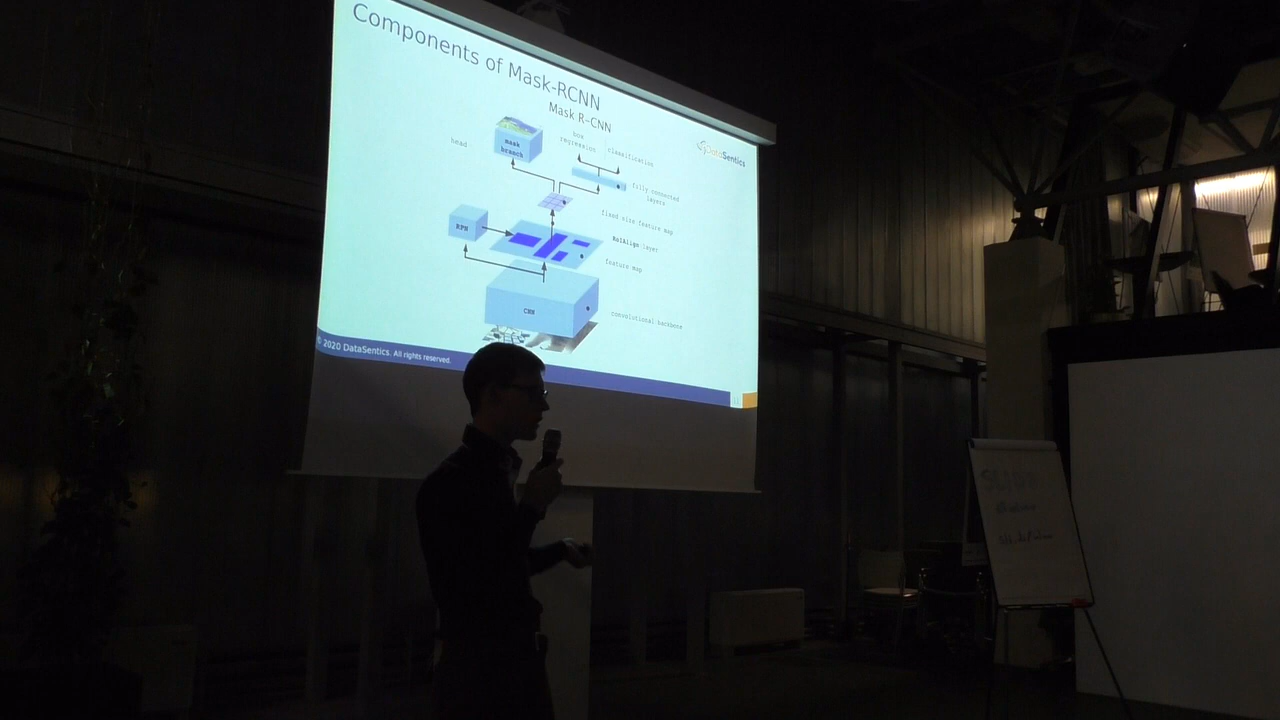 Components of Mask-RCNN
Mask R-CNN
DataSentics
head
mask
branch
box
regression
classification
fully connected
layers
fixed size feature map
RPN
RoIAlign layer
feature map
CNN
convolutional backbone
© 2020 DataSentics. All rights reserved.